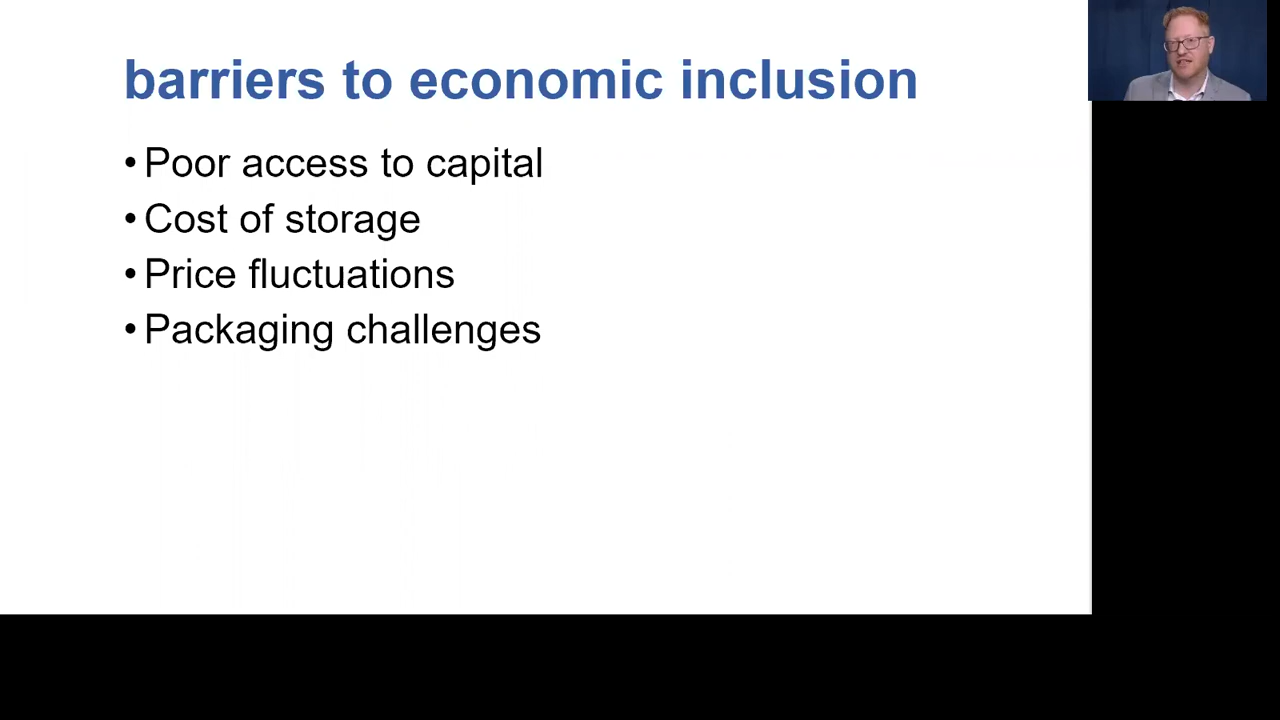 barriers to economic inclusion
• Poor access to capital
• Cost of storage
• Price fluctuations
• Packaging challenges